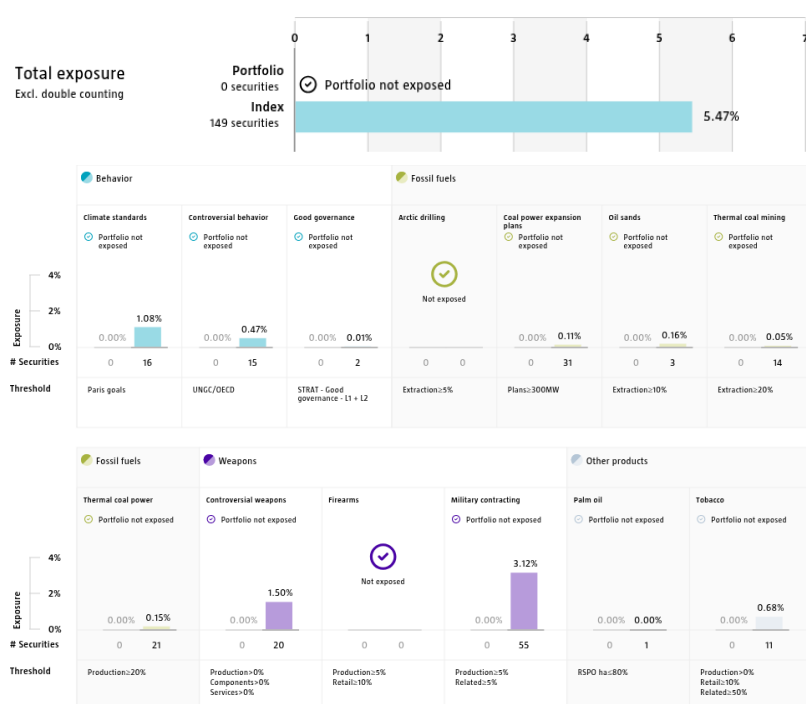 0 1 2 3 4 5 6 7
Total exposure
Excl. double counting
Portfolio
0 securities
Portfolio not exposed
Index
149 securities
5.47%
Behavior
Fossil fuels
Climate standards
Portfolio not
exposed
Controversial behavior
Portfolio not
exposed
Good governance
Portfolio not
exposed
Arctic drilling
Not exposed
Coal power expansion
plans
Portfolio not
exposed
Oil sands
Portfolio not
exposed
Thermal coal mining
Portfolio not
exposed
Exposure
4%
2%
0%
0.00% 1.08%
0.00% 0.47%
0.00% 0.01%
0.00% 0.11%
0.00% 0.16%
0.00% 0.05%
# Securities 0 16 0 15 0 2 0 0 0 31 0 3 0 14
Threshold
Paris goals
UNGC/OECD
STRAT - Good
governance - L1 + L2
Extraction≥5%
Plans≥300MW
Extraction≥10%
Extraction≥20%
Fossil fuels
Weapons
Other products
Thermal coal power
Portfolio not exposed
Controversial weapons
Portfolio not exposed
Firearms
Not exposed
Military contracting
Portfolio not exposed
Palm oil
Portfolio not exposed
Tobacco
Portfolio not exposed
Exposure
4%
2%
0%
0.00% 0.15%
0.00% 1.50%
0.00% 3.12%
0.00% 0.00%
0.00% 0.68%
# Securities 0 21 0 20 0 0 0 55 0 1 0 11
Threshold
Production≥20%
Production>0%
Components>0%
Services>0%
Production≥5%
Retail≥10%
Production≥5%
Related≥5%
RSPO ha≤80%
Production>0%
Retail≥10%
Related≥50%